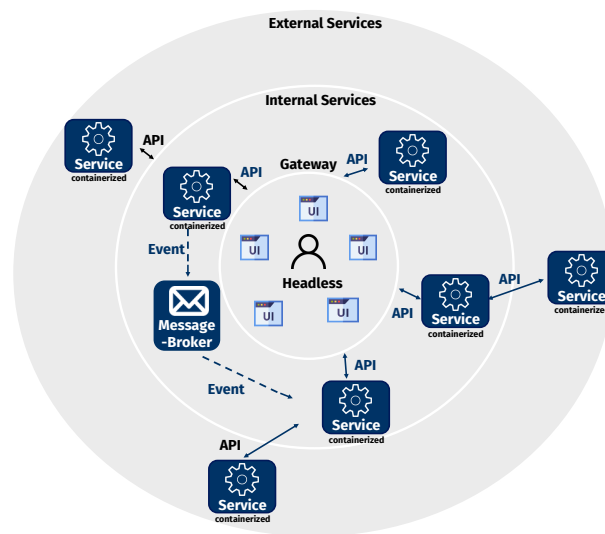 External Services
Internal Services
API
Service
containerized
Gateway
API
Service
containerized
API
Service
containerized
UI
UI
UI
Event
Headless
API
Service
containerized
UI
UI
Message
-Broker
API
Service
containerized
API
Event
Service
containerized
API
Service
containerized